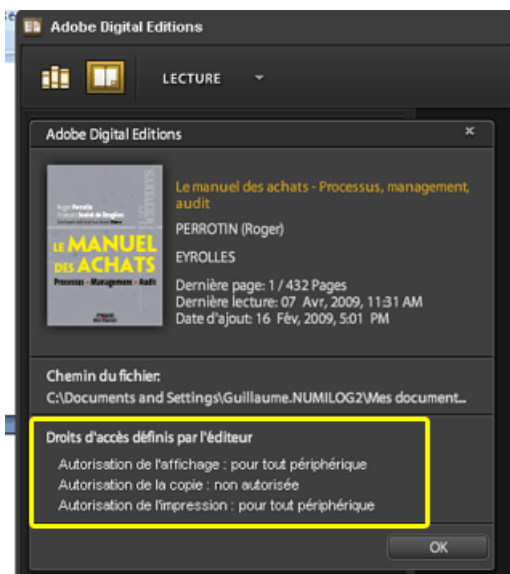 Adobe Digital Editions
LECTURE
Adobe Digital Editions
Le manuel des achats - Processus, management,
audit
PERROTIN (Roger)
EYROLLES
Dernière page: 1 / 432 Pages
Dernière lecture: 07 Avr, 2009, 11:31 AM
Date d'ajout: 16 Fév, 2009, 5:01 PM
Roger Perrotin
LE MANUEL
DES ACHATS
Processus - Management - Audit
Références
Chemin du fichier:
C:\Documents and Settings\Guillaume.NUMILOG2\Mes document...
Droits d'accès définis par l'éditeur
Autorisation de l'affichage : pour tout périphérique
Autorisation de la copie : non autorisée
Autorisation de l'impression : pour tout périphérique
OK